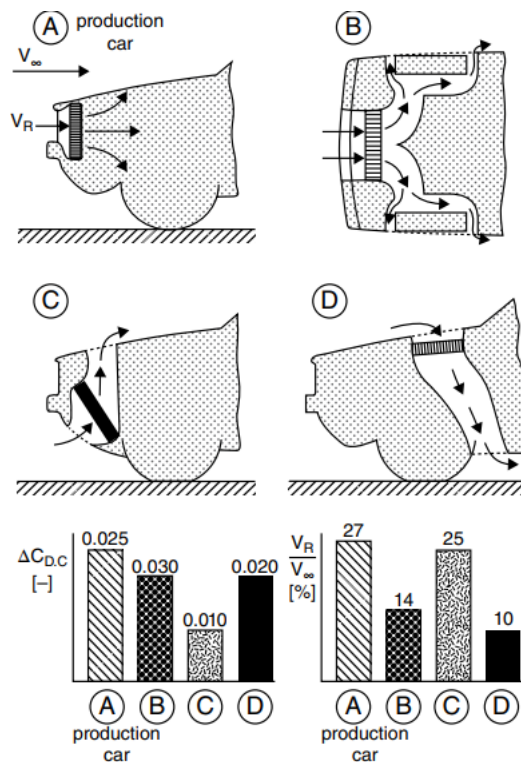 A production car
V∞
VR
B
C
D
0.025
0.030
0.010
0.020
ΔCD.C
[–]
A B C D
production car
27
14
25
10
VR
V∞
[%]
A B C D
production car